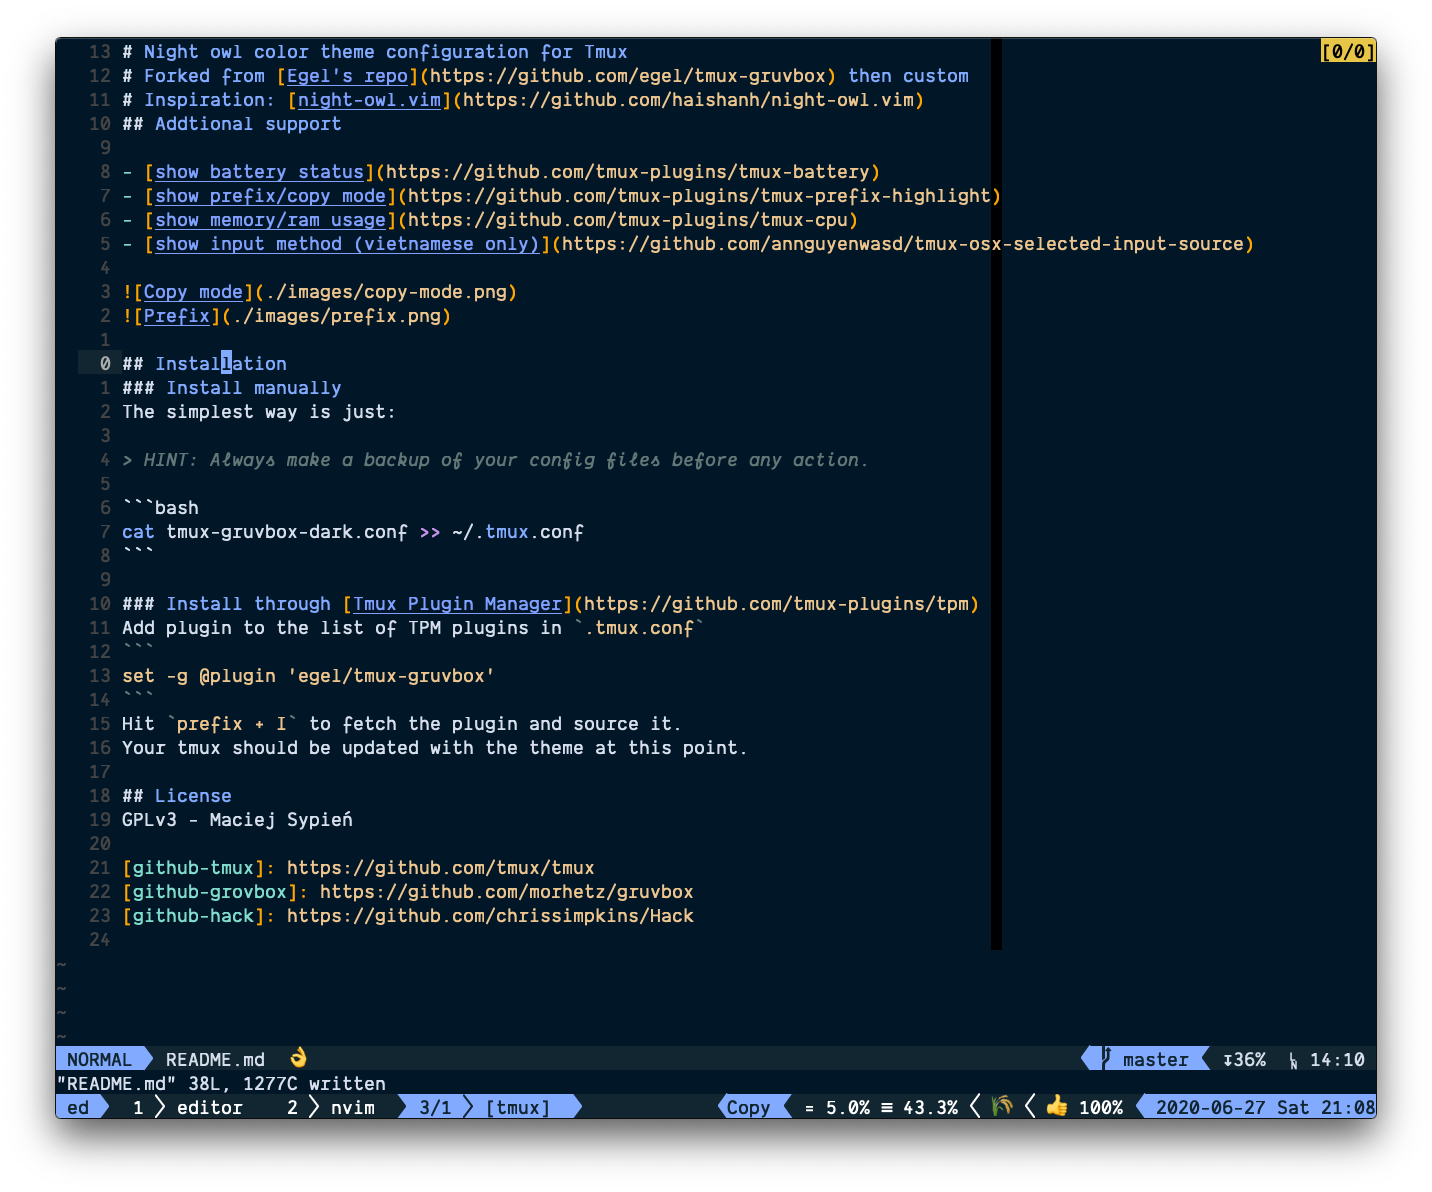 13 # Night owl color theme configuration for Tmux [0/0]
12 # Forked from [Egel's repo](https://github.com/egel/tmux-gruvbox) then custom
11 # Inspiration: [night-owl.vim](https://github.com/haishanh/night-owl.vim)
10 ## Addtional support
9
8 - [show battery status](https://github.com/tmux-plugins/tmux-battery)
7 - [show prefix/copy mode](https://github.com/tmux-plugins/tmux-prefix-highlight)
6 - [show memory/ram usage](https://github.com/tmux-plugins/tmux-cpu)
5 - [show input method (vietnamese only)](https://github.com/annguyenwasd/tmux-osx-selected-input-source)
4
3 ![Copy mode](./images/copy-mode.png)
2 ![Prefix](./images/prefix.png)
1
0 ## Installation
1 ### Install manually
2 The simplest way is just:
3
4 > HINT: Always make a backup of your config files before any action.
5
6 ```bash
7 cat tmux-gruvbox-dark.conf >> ~/.tmux.conf
8 ```
9
10 ### Install through [Tmux Plugin Manager](https://github.com/tmux-plugins/tpm)
11 Add plugin to the list of TPM plugins in `.tmux.conf`
12 ```
13 set -g @plugin 'egel/tmux-gruvbox'
14 ```
15 Hit `prefix + I` to fetch the plugin and source it.
16 Your tmux should be updated with the theme at this point.
17
18 ## License
19 GPLv3 - Maciej Sypień
20
21 [github-tmux]: https://github.com/tmux/tmux
22 [github-grovbox]: https://github.com/morhetz/gruvbox
23 [github-hack]: https://github.com/chrissimpkins/Hack
24
~
~
~
~
NORMAL README.md 👌 master ↧36% 14:10
"README.md" 38L, 1277C written
ed 1 editor 2 nvim 3/1 [tmux] Copy = 5.0% ≡ 43.3% 🌾 👍 100% 2020-06-27 Sat 21:08